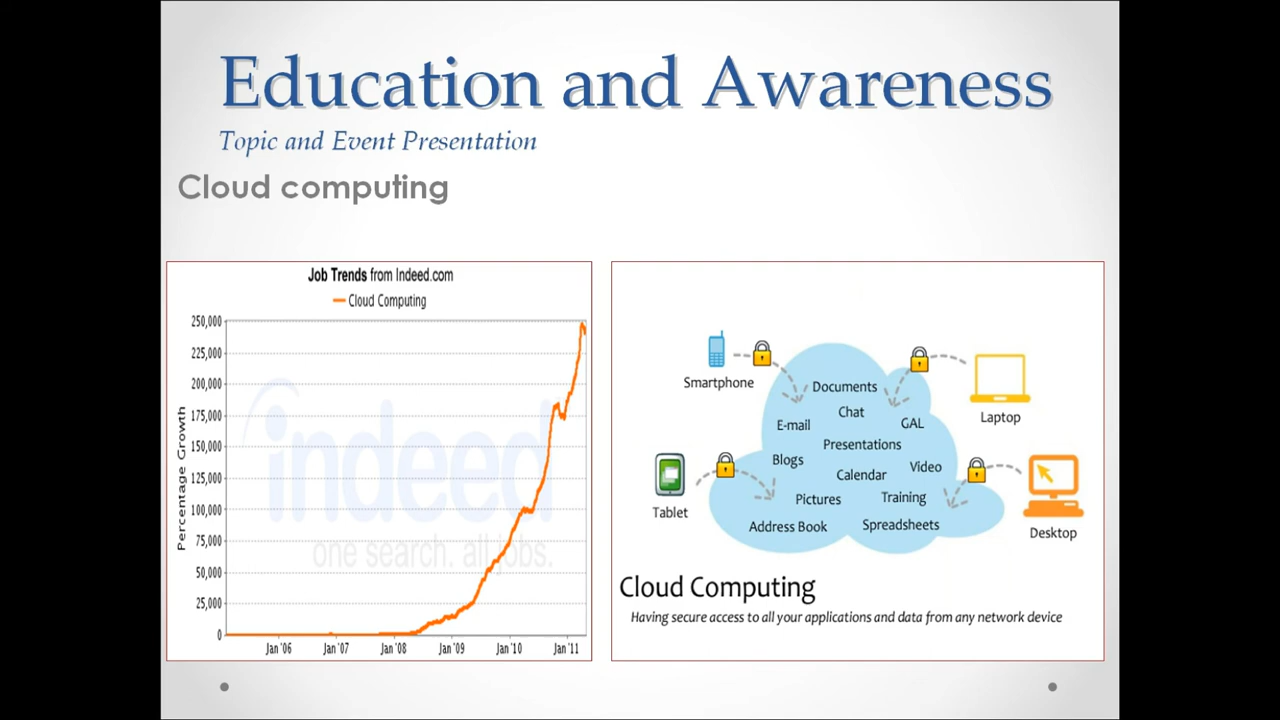 Education and Awareness
Topic and Event Presentation
Cloud computing
Job Trends from Indeed.com
Cloud Computing
Percentage Growth
250,000
225,000
200,000
175,000
150,000
125,000
100,000
75,000
50,000
25,000
0
Jan '06 Jan '07 Jan '08 Jan '09 Jan '10 Jan '11
indeed
one search. all jobs.
Smartphone
Laptop
Tablet
Desktop
Documents
Chat
E-mail
GAL
Presentations
Blogs
Video
Calendar
Pictures
Training
Address Book
Spreadsheets
Cloud Computing
Having secure access to all your applications and data from any network device